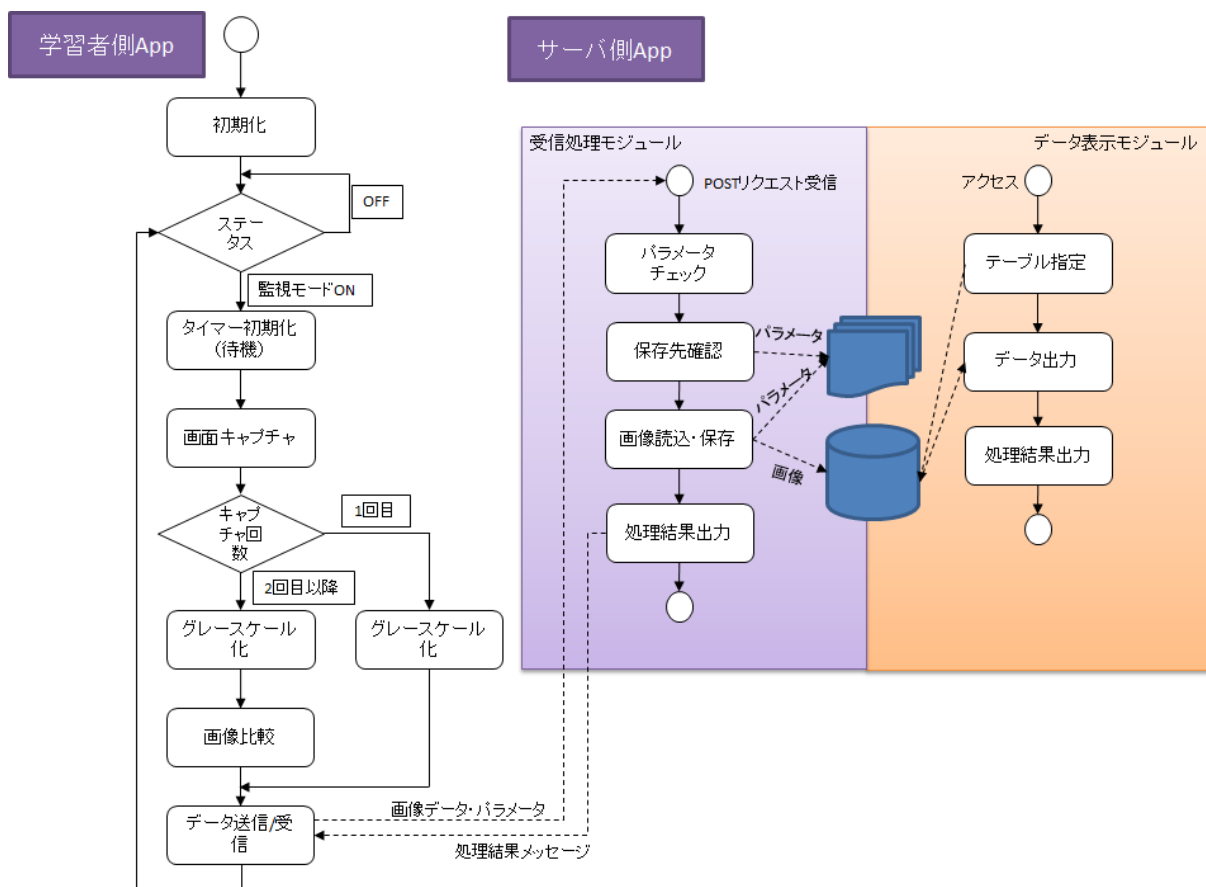 学習者側App
初期化
OFF
ステー
タス
監視モードON
タイマー初期化
(待機)
画面キャプチャ
キャプ
チャ回
数
1回目
2回目以降
グレースケール
化
グレースケール
化
画像比較
データ送信/受
信
画像データ・パラメータ
処理結果メッセージ
サーバ側App
受信処理モジュール
POSTリクエスト受信
パラメータ
チェック
保存先確認
パラメータ
画像読込・保存
パラメータ
画像
処理結果出力
データ表示モジュール
アクセス
テーブル指定
データ出力
処理結果出力